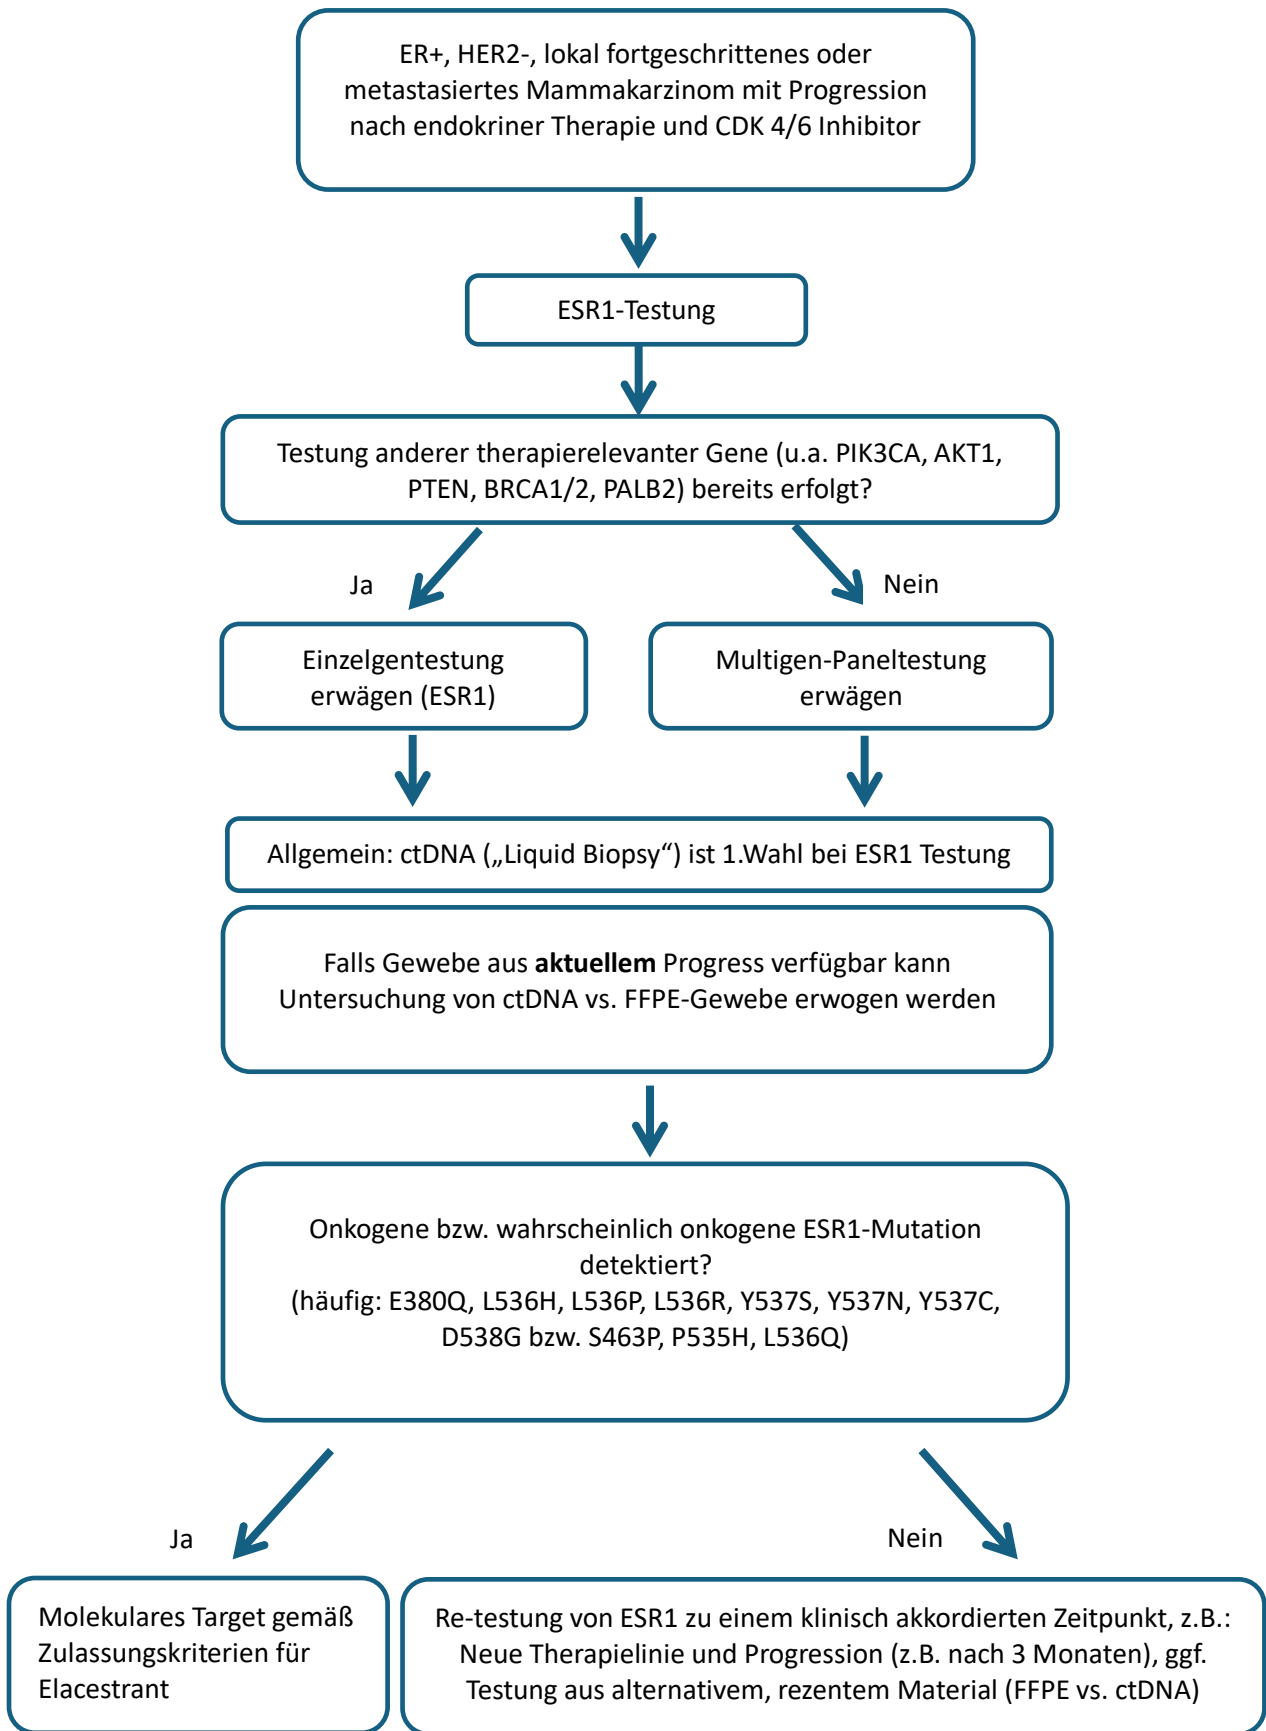 ER+, HER2-, lokal fortgeschrittenes oder
metastasiertes Mammakarzinom mit Progression
nach endokriner Therapie und CDK 4/6 Inhibitor
ESR1-Testung
Testung anderer therapierelevanter Gene (u.a. PIK3CA, AKT1,
PTEN, BRCA1/2, PALB2) bereits erfolgt?
Ja
Nein
Einzelgentestung
erwägen (ESR1)
Multigen-Paneltestung
erwägen
Allgemein: ctDNA („Liquid Biopsy“) ist 1.Wahl bei ESR1 Testung
Falls Gewebe aus aktuellem Progress verfügbar kann
Untersuchung von ctDNA vs. FFPE-Gewebe erwogen werden
Onkogene bzw. wahrscheinlich onkogene ESR1-Mutation
detektiert?
(häufig: E380Q, L536H, L536P, L536R, Y537S, Y537N, Y537C,
D538G bzw. S463P, P535H, L536Q)
Ja
Nein
Molekulares Target gemäß
Zulassungskriterien für
Elacestrant
Re-testung von ESR1 zu einem klinisch akkordierten Zeitpunkt, z.B.:
Neue Therapielinie und Progression (z.B. nach 3 Monaten), ggf.
Testung aus alternativem, rezentem Material (FFPE vs. ctDNA)